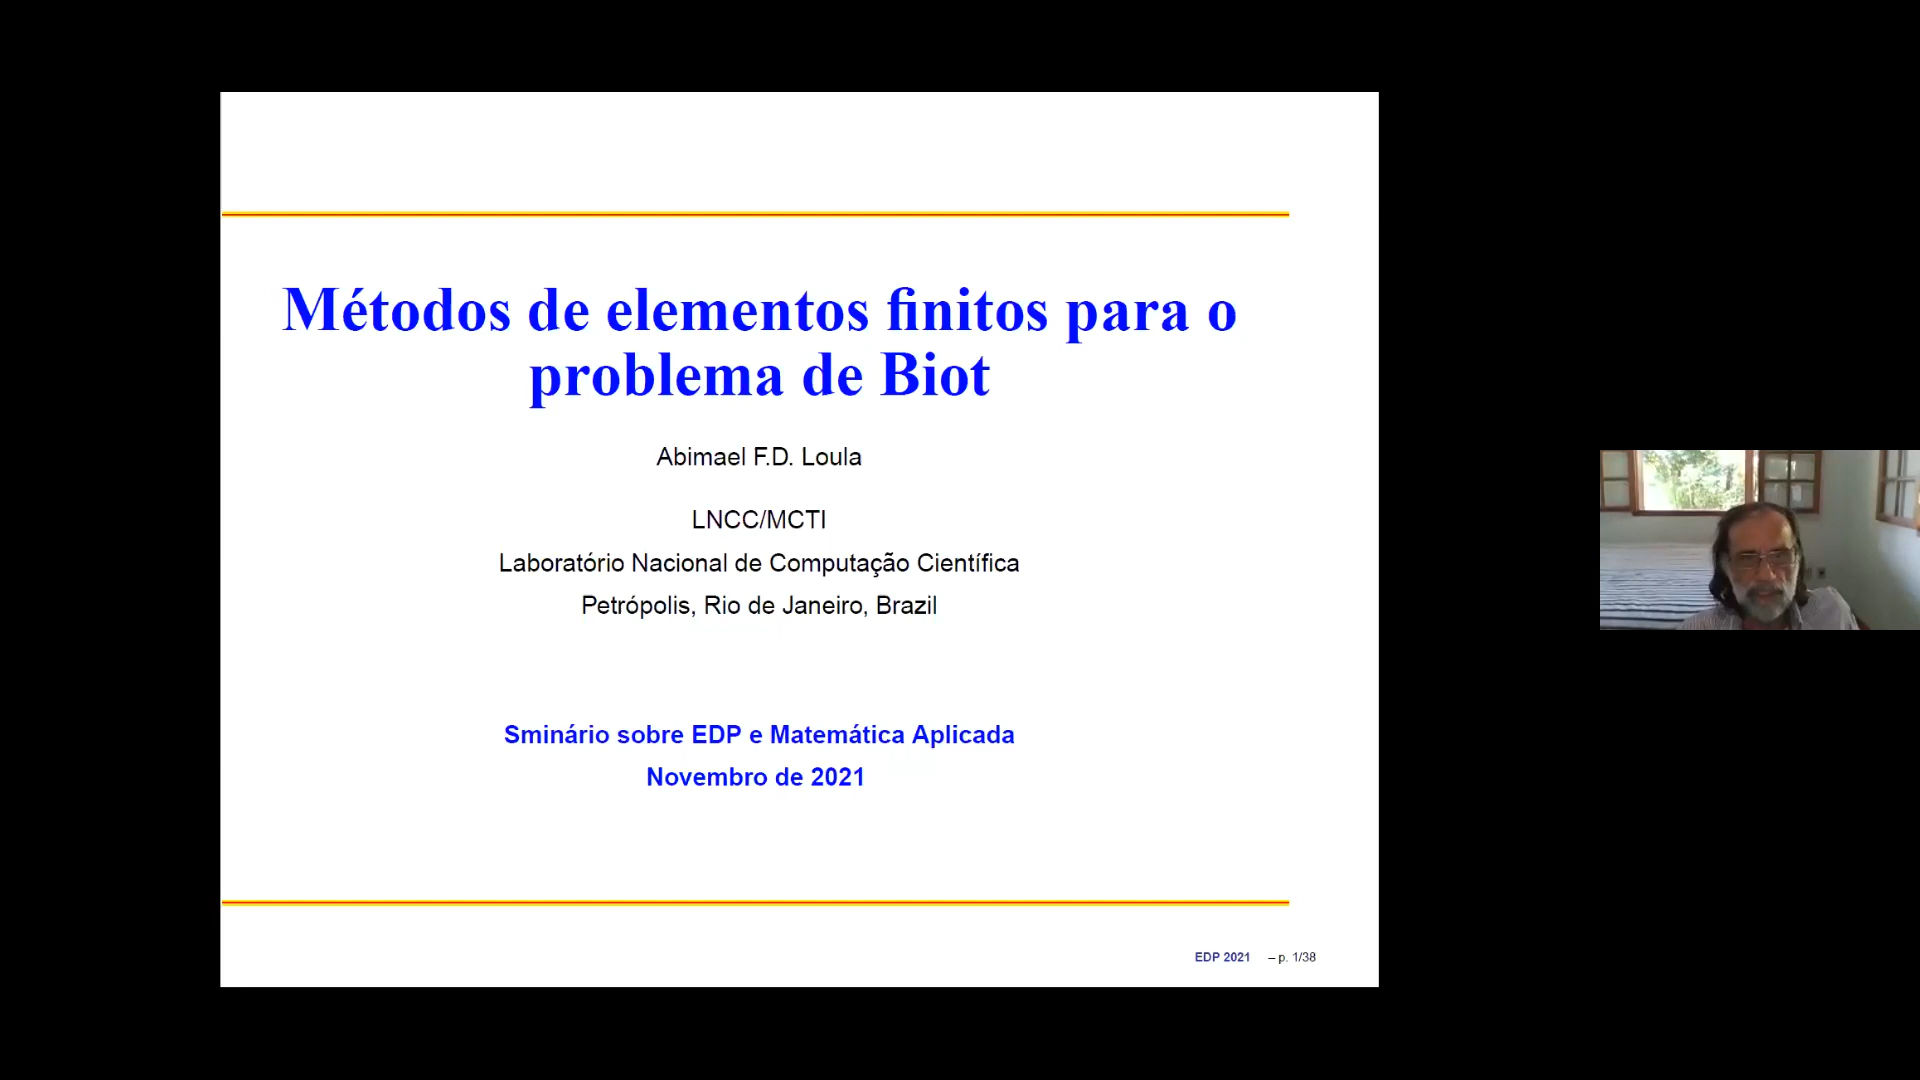 Métodos de elementos finitos para o
problema de Biot
Abimael F.D. Loula
LNCC/MCTI
Laboratório Nacional de Computação Científica
Petrópolis, Rio de Janeiro, Brazil
Sminário sobre EDP e Matemática Aplicada
Novembro de 2021
EDP 2021 – p. 1/38